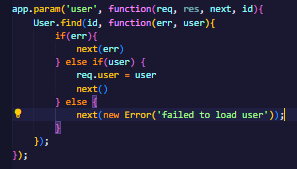 app.param('user', function(req, res, next, id){
    User.find(id, function(err, user){
        if(err){
            next(err)
        } else if(user) {
            req.user = user
            next()
        } else {
            next(new Error('failed to load user'));
        }
    });
});